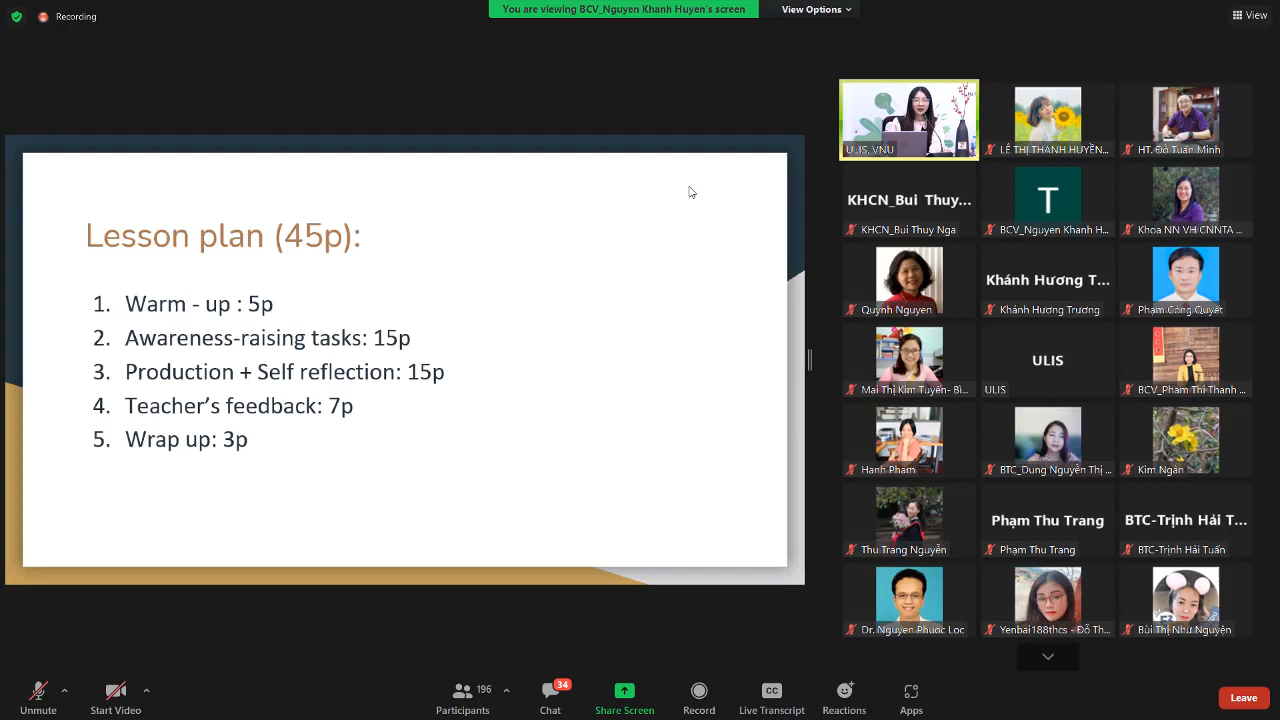 Recording
You are viewing BCV_Nguyen Khanh Huyen's screen
View Options
View
Lesson plan (45p):
1. Warm - up : 5p
2. Awareness-raising tasks: 15p
3. Production + Self reflection: 15p
4. Teacher's feedback: 7p
5. Wrap up: 3p
ULIS, VNU
LÊ THỊ THANH HUYỀN...
HT. Đỗ Tuấn Minh
KHCN_Bui Thuy...
KHCN_Bui Thuy Nga
T
BCV_Nguyen Khanh H...
Khoa NN VH CNNTA ...
Quynh Nguyen
Khánh Hương T...
Khánh Hương Trương
Phạm Công Quyết
Mai Thị Kim Tuyến- Bì...
ULIS
ULIS
BCV_Pham Thi Thanh ...
Hanh Pham
BTC_Dung Nguyễn Thị ...
Kim Ngân
Thu Trang Nguyễn
Phạm Thu Trang
Phạm Thu Trang
BTC-Trịnh Hải T...
BTC-Trịnh Hải Tuấn
Dr. Nguyen Phuoc Loc
Yenbai188thcs - Đỗ Th...
Bùi Thị Như Nguyện
Unmute
Start Video
196
Participants
34
Chat
Share Screen
Record
CC
Live Transcript
Reactions
Apps
Leave